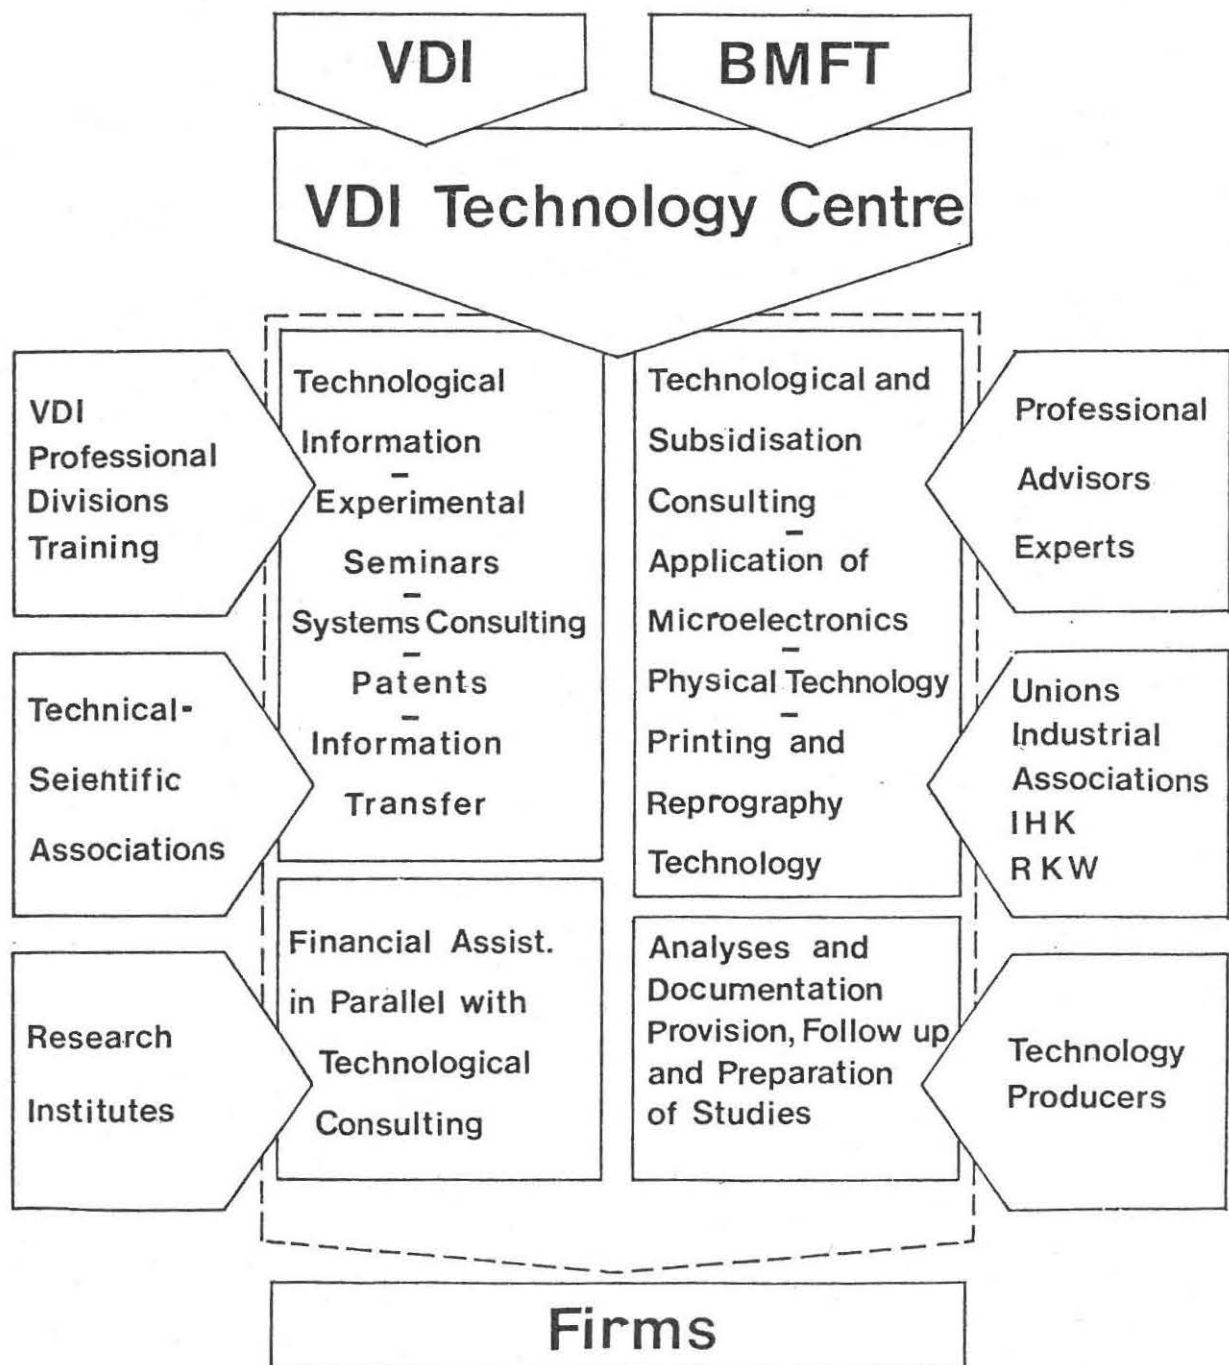 VDI
BMFT
VDI Technology Centre
VDI
Professional
Divisions
Training
Technical-
Seientific
Associations
Research
Institutes
Technological
Information
-
Experimental
Seminars
-
Systems Consulting
-
Patents
-
Information
Transfer
Financial Assist.
in Parallel with
Technological
Consulting
Technological and
Subsidisation
Consulting
-
Application of
Microelectronics
-
Physical Technology
-
Printing and
Reprography
Technology
Analyses and
Documentation
Provision, Follow up
and Preparation
of Studies
Professional
Advisors
Experts
Unions
Industrial
Associations
IHK
RKW
Technology
Producers
Firms